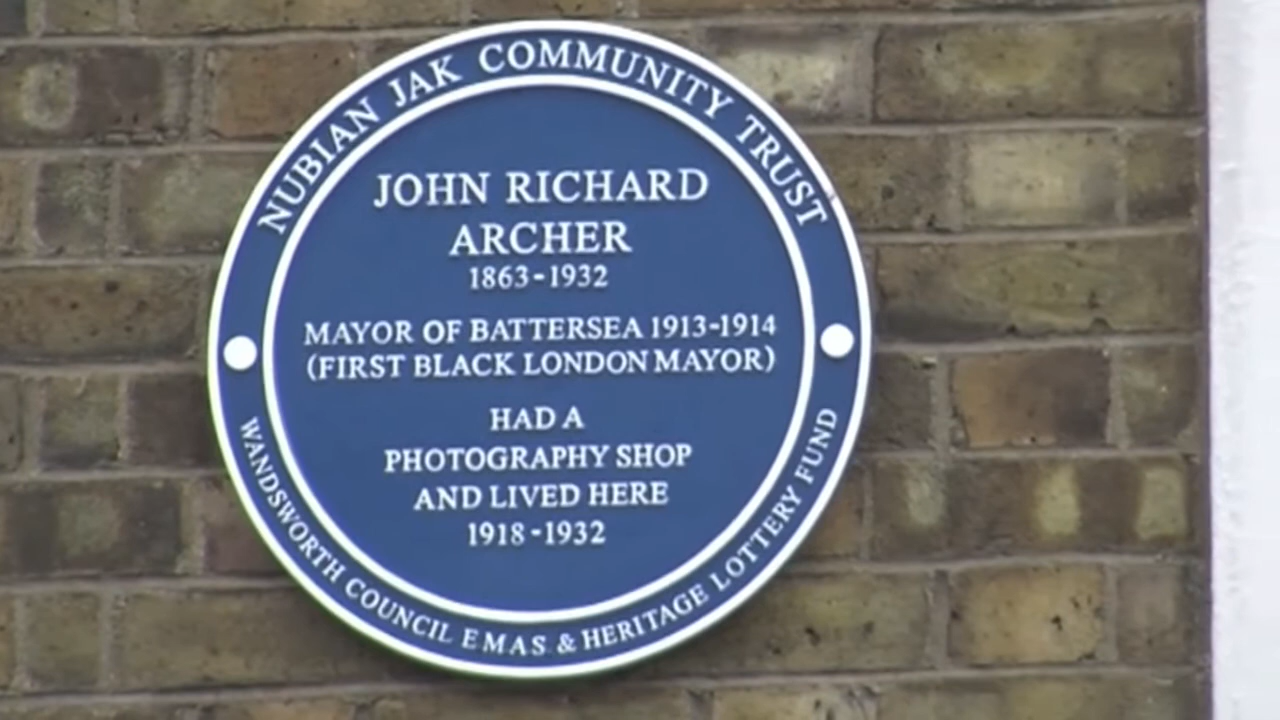 NUBIAN JAK COMMUNITY TRUST
JOHN RICHARD
ARCHER
1863-1932
MAYOR OF BATTERSEA 1913-1914
(FIRST BLACK LONDON MAYOR)
HAD A
PHOTOGRAPHY SHOP
AND LIVED HERE
1918-1932
WANDSWORTH COUNCIL EMAS & HERITAGE LOTTERY FUND